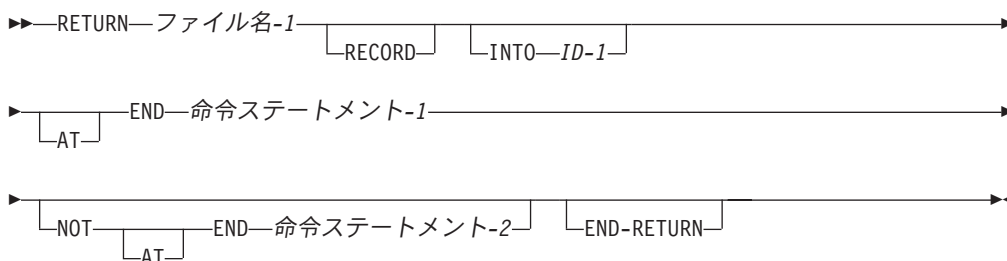 RETURN ファイル名-1
RECORD INTO ID-1
END 命令ステートメント-1
AT
NOT END 命令ステートメント-2 END-RETURN
AT